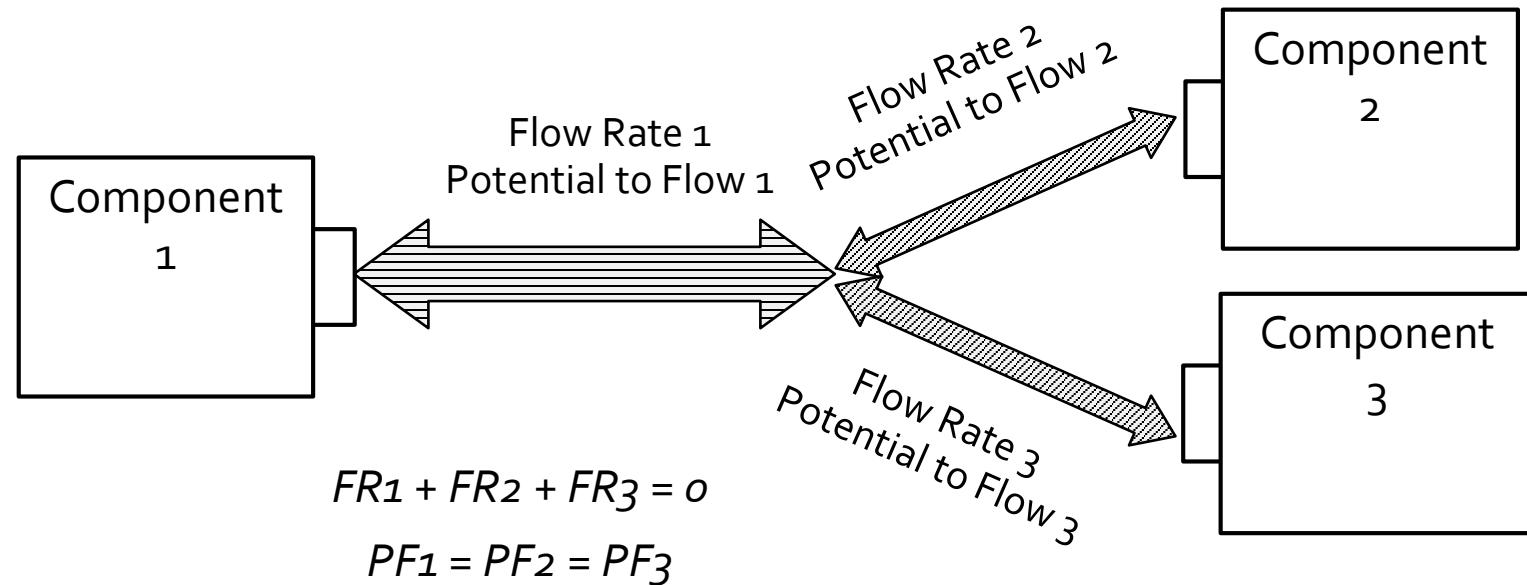 Component
1
Flow Rate 1
Potential to Flow 1
Flow Rate 2
Potential to Flow 2
Component
2
Flow Rate 3
Potential to Flow 3
Component
3
FR1 + FR2 + FR3 = 0
PF1 = PF2 = PF3